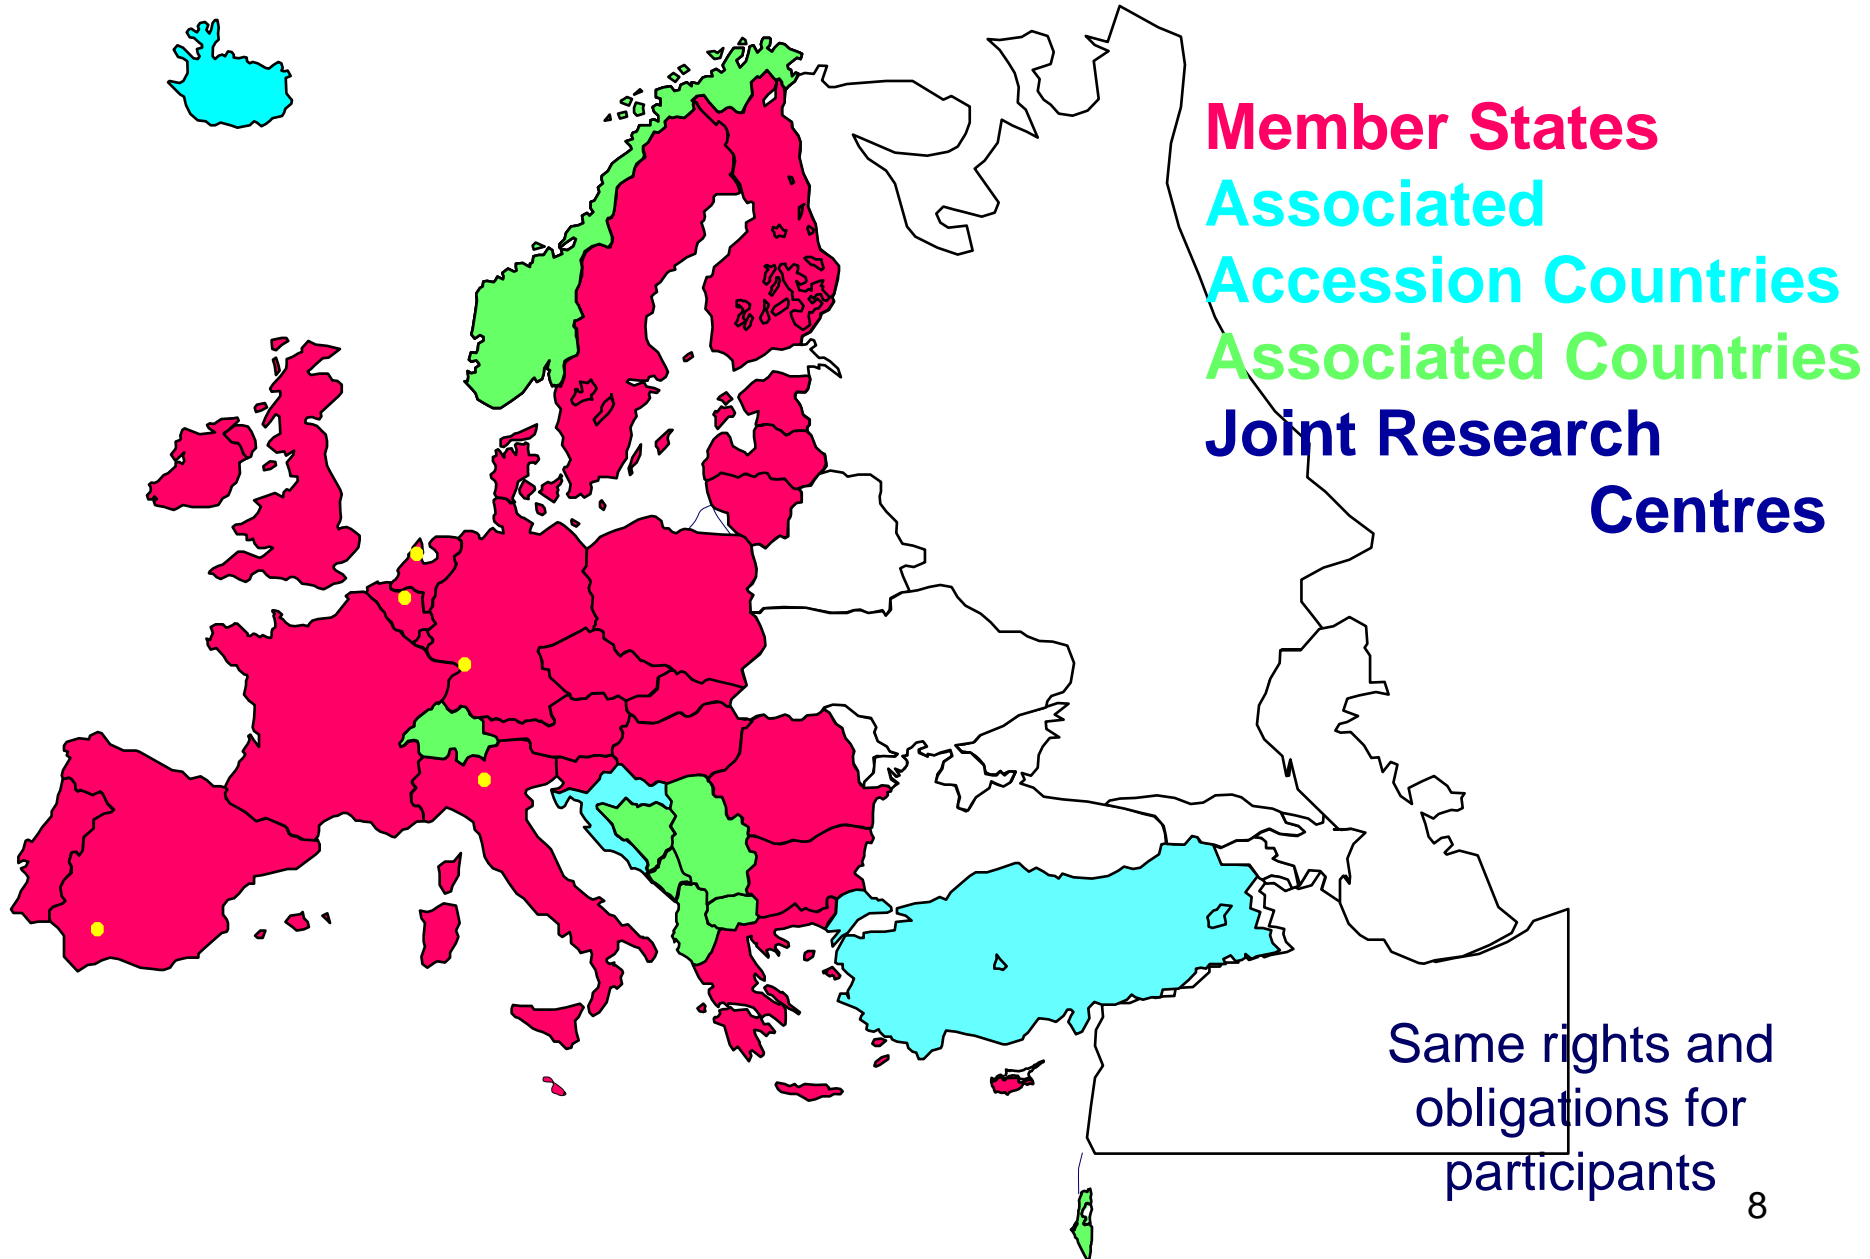 Member States
Associated
Accession Countries
Associated Countries
Joint Research
Centres
Same rights and
obligations for
participants
8